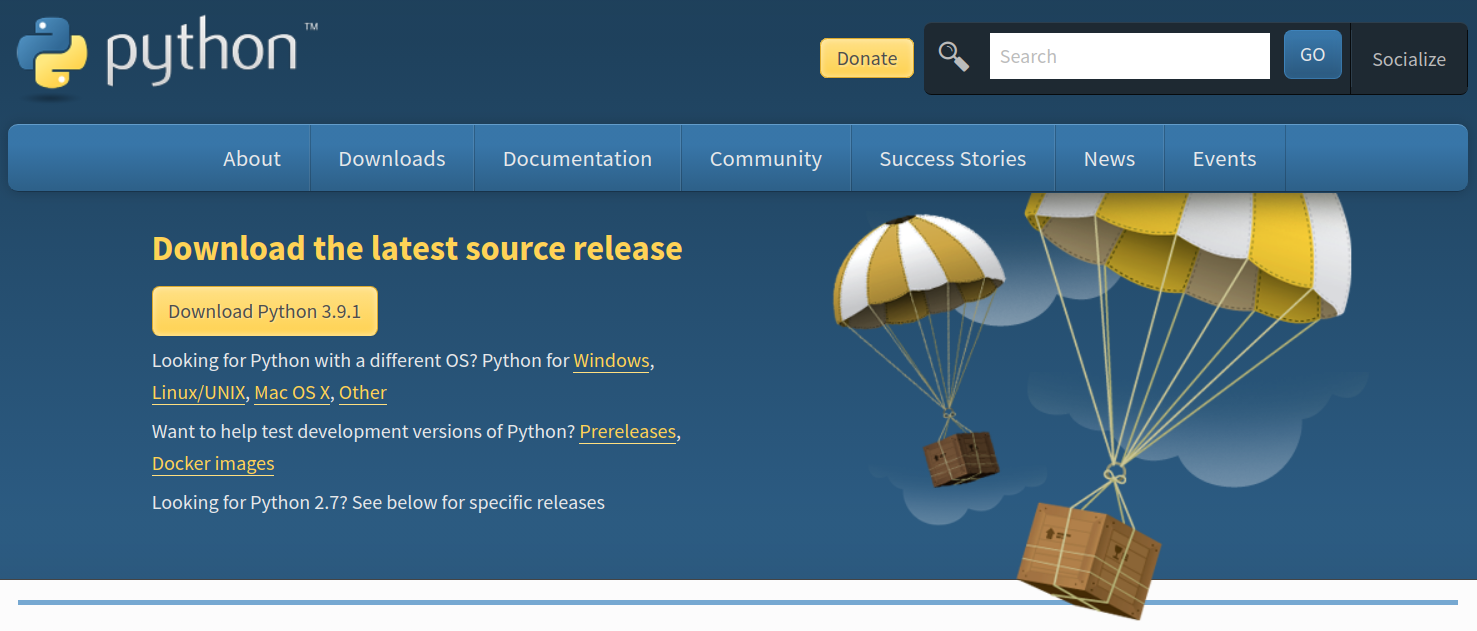 python™
Donate
Search
GO
Socialize
About
Downloads
Documentation
Community
Success Stories
News
Events
Download the latest source release
Download Python 3.9.1
Looking for Python with a different OS? Python for Windows,
Linux/UNIX, Mac OS X, Other
Want to help test development versions of Python? Prereleases,
Docker images
Looking for Python 2.7? See below for specific releases